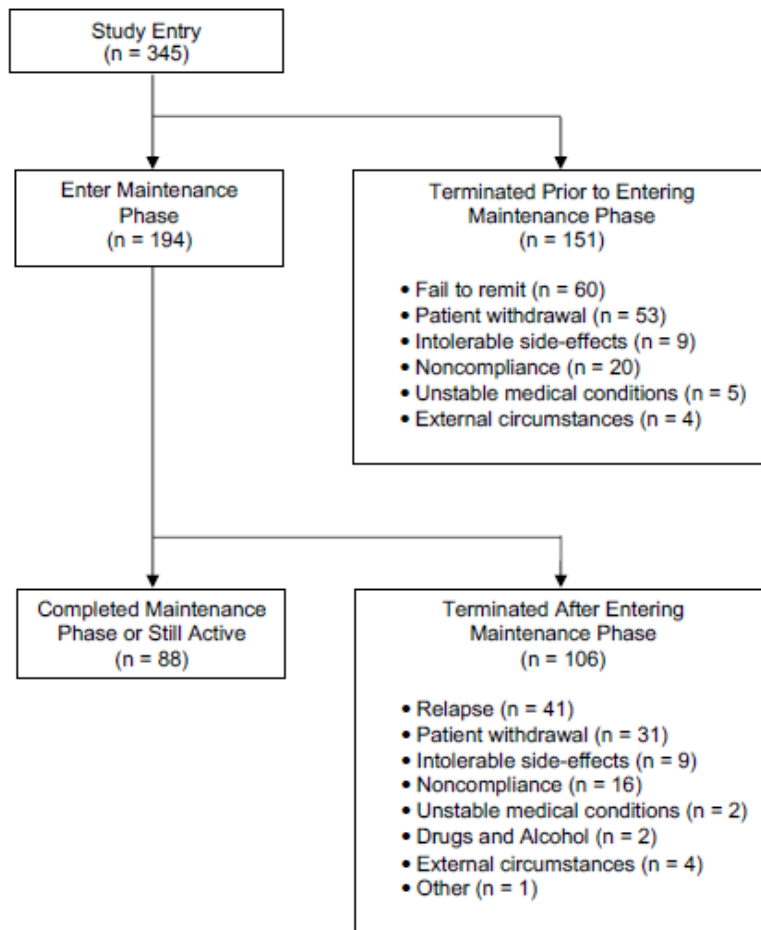 Study Entry
(n = 345)
Enter Maintenance
Phase
(n = 194)
Terminated Prior to Entering
Maintenance Phase
(n = 151)
• Fail to remit (n = 60)
• Patient withdrawal (n = 53)
• Intolerable side-effects (n = 9)
• Noncompliance (n = 20)
• Unstable medical conditions (n = 5)
• External circumstances (n = 4)
Completed Maintenance
Phase or Still Active
(n = 88)
Terminated After Entering
Maintenance Phase
(n = 106)
• Relapse (n = 41)
• Patient withdrawal (n = 31)
• Intolerable side-effects (n = 9)
• Noncompliance (n = 16)
• Unstable medical conditions (n = 2)
• Drugs and Alcohol (n = 2)
• External circumstances (n = 4)
• Other (n = 1)